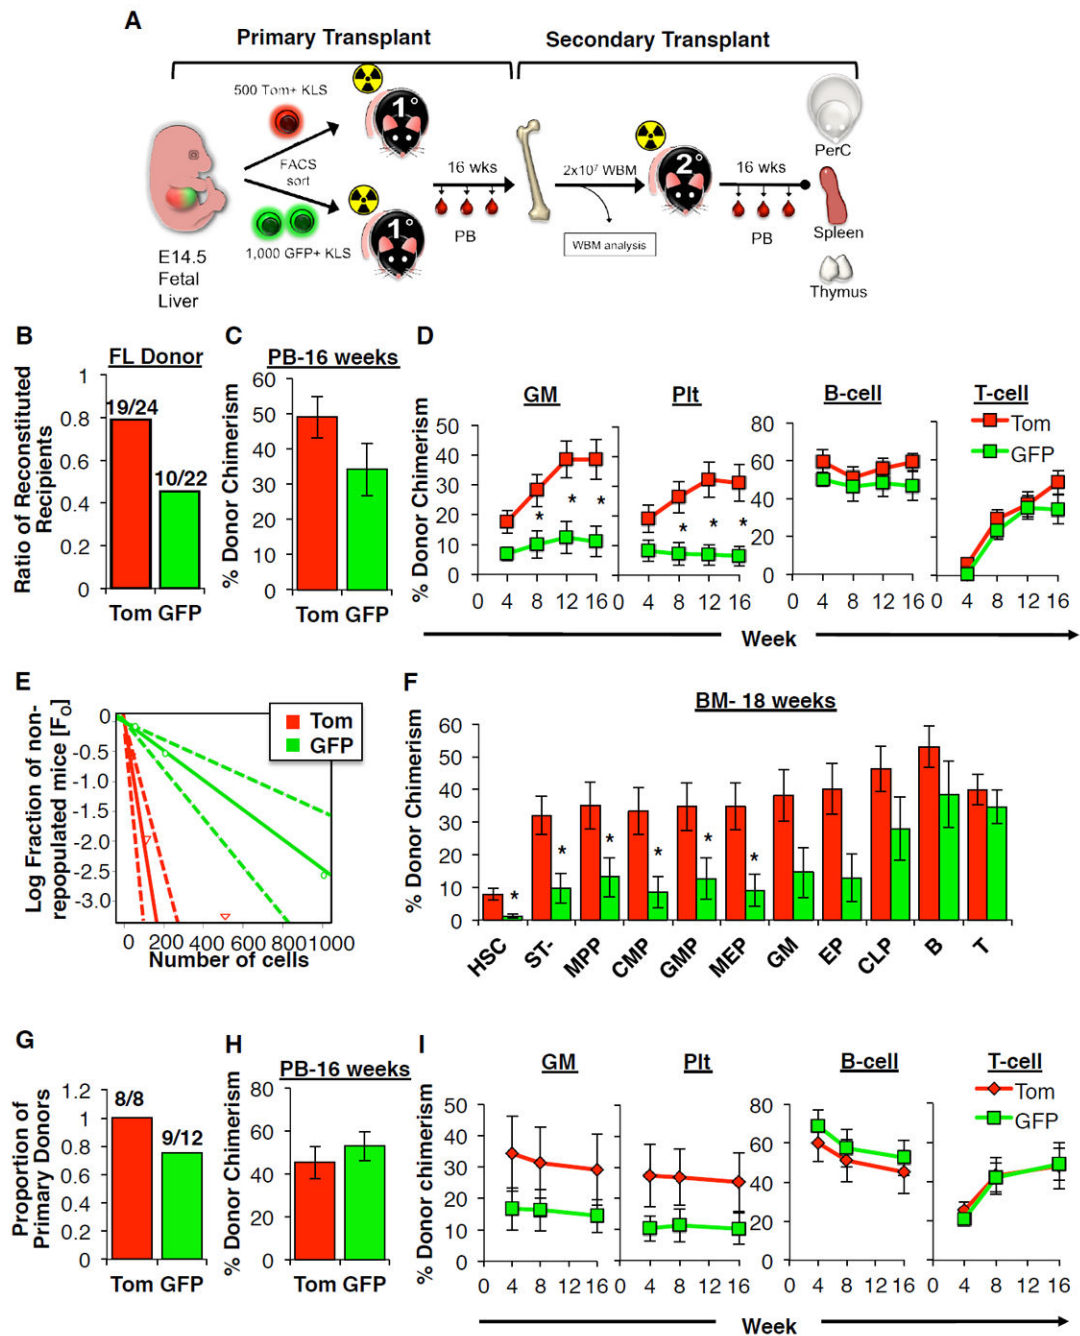 A
Primary Transplant
Secondary Transplant
500 Tom+ KLS
1°
FACS
sort
1,000 GFP+ KLS
1°
E14.5
Fetal
Liver
16 wks
PB
2x10⁷ WBM
WBM analysis
2°
16 wks
PB
PerC
Spleen
Thymus
B
FL Donor
Ratio of Reconstituted
Recipients
1
0.8
0.6
0.4
0.2
0
19/24
10/22
Tom GFP
C
PB-16 weeks
% Donor Chimerism
60
50
40
30
20
10
0
Tom GFP
D
GM
Plt
B-cell
T-cell
Tom
GFP
% Donor Chimerism
50
40
30
20
10
0
* * *
* * *
80
60
40
20
0
0 4 8 12 16
0 4 8 12 16
0 4 8 12 16
0 4 8 12 16
Week
E
Log Fraction of non-
repopulated mice [F₀]
0
-0.5
-1.0
-1.5
-2.0
-2.5
-3.0
Tom
GFP
0 200 400 600 800 1000
Number of cells
F
BM- 18 weeks
% Donor Chimerism
60
50
40
30
20
10
0
* * * * * *
HSC ST- MPP CMP GMP MEP GM EP CLP B T
G
Proportion of
Primary Donors
1.2
1
0.8
0.6
0.4
0.2
0
8/8
9/12
Tom GFP
H
PB-16 weeks
% Donor Chimerism
80
60
40
20
0
Tom GFP
I
GM
Plt
B-cell
T-cell
Tom
GFP
% Donor chimerism
50
40
30
20
10
0
80
60
40
20
0
0 4 8 12 16
0 4 8 12 16
0 4 8 12 16
0 4 8 12 16
Week